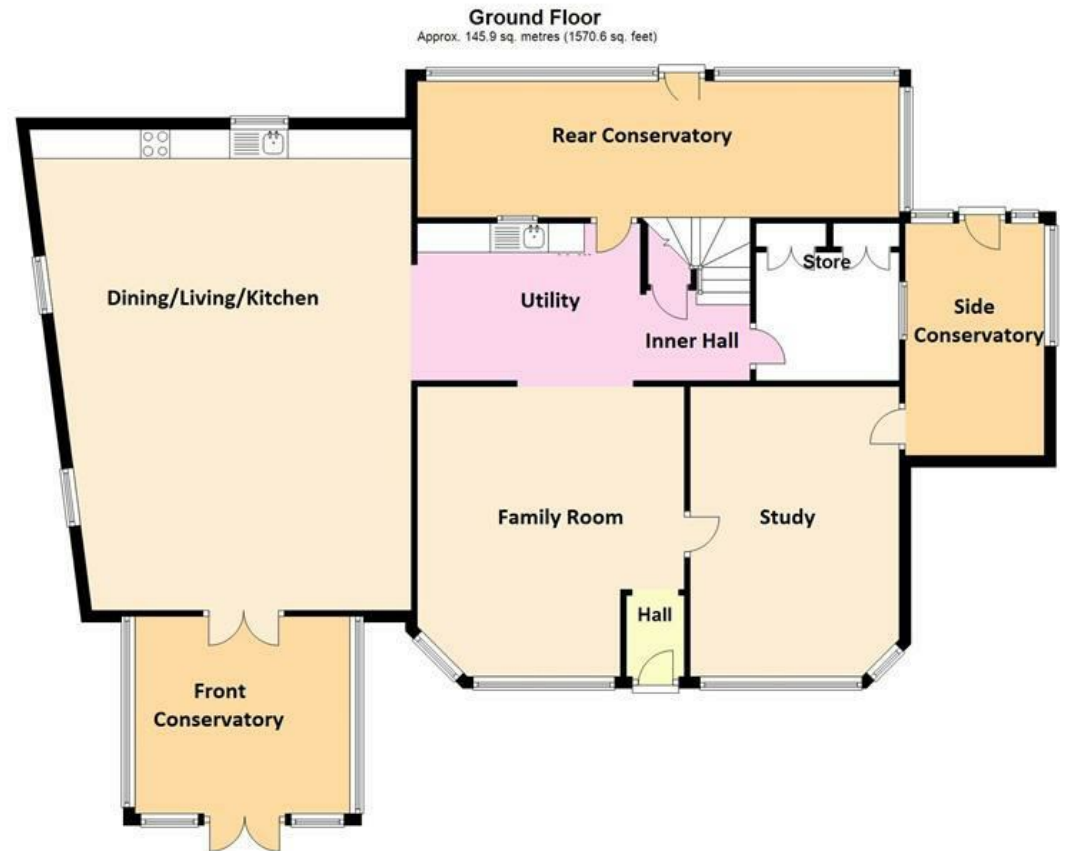 Ground Floor
Approx. 145.9 sq. metres (1570.6 sq. feet)
Rear Conservatory
Dining/Living/Kitchen
Utility
Store
Inner Hall
Side
Conservatory
Family Room
Study
Hall
Front
Conservatory